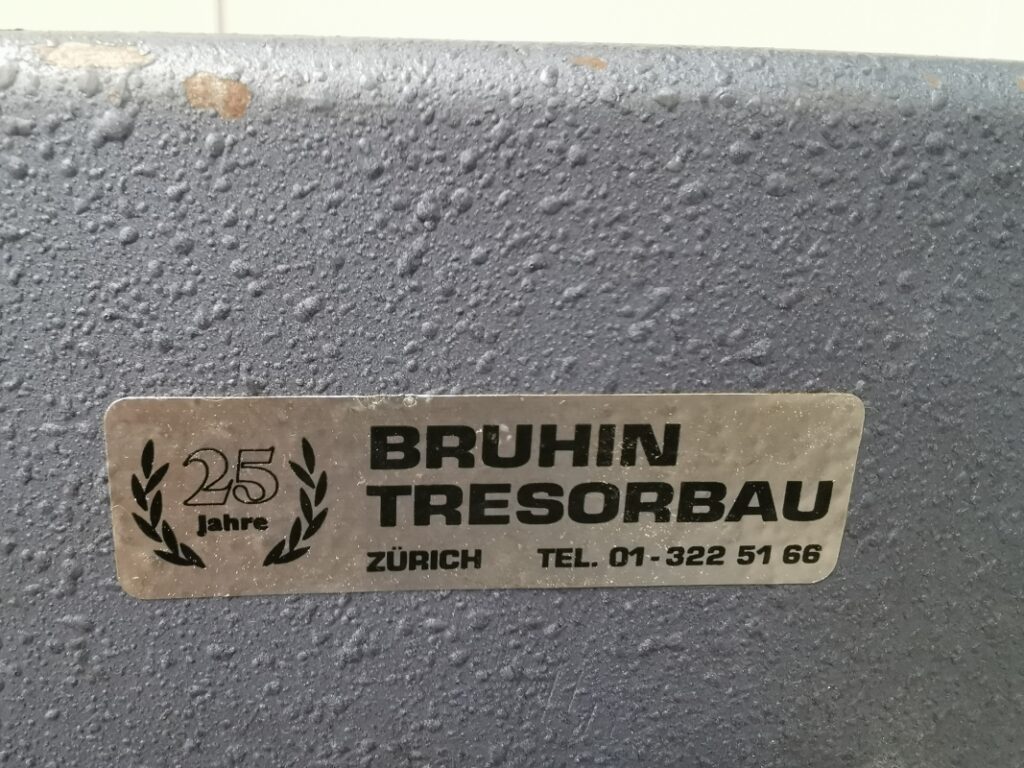 25
Jahre
BRUHIN
TRESORBAU
ZÜRICH TEL. 01-322 51 66